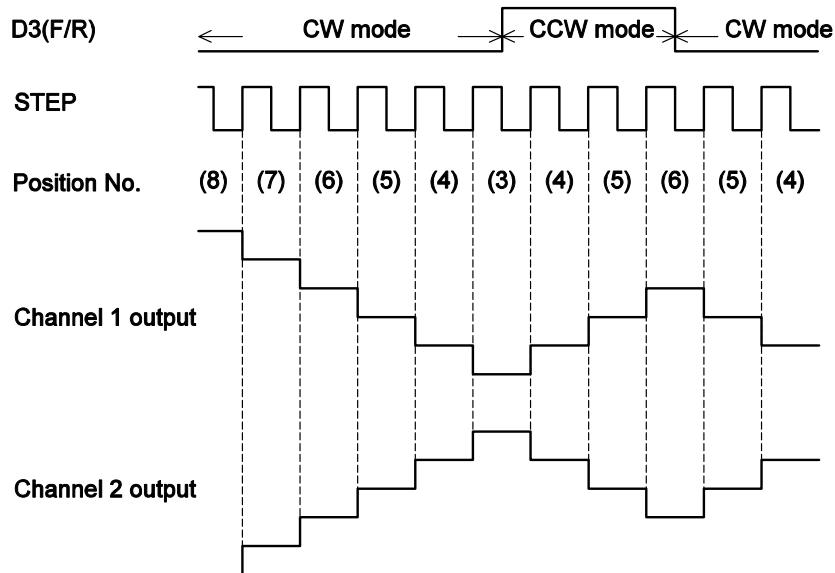 D3(F/R) CW mode CCW mode CW mode
STEP
Position No. (8) (7) (6) (5) (4) (3) (4) (5) (6) (5) (4)
Channel 1 output
Channel 2 output